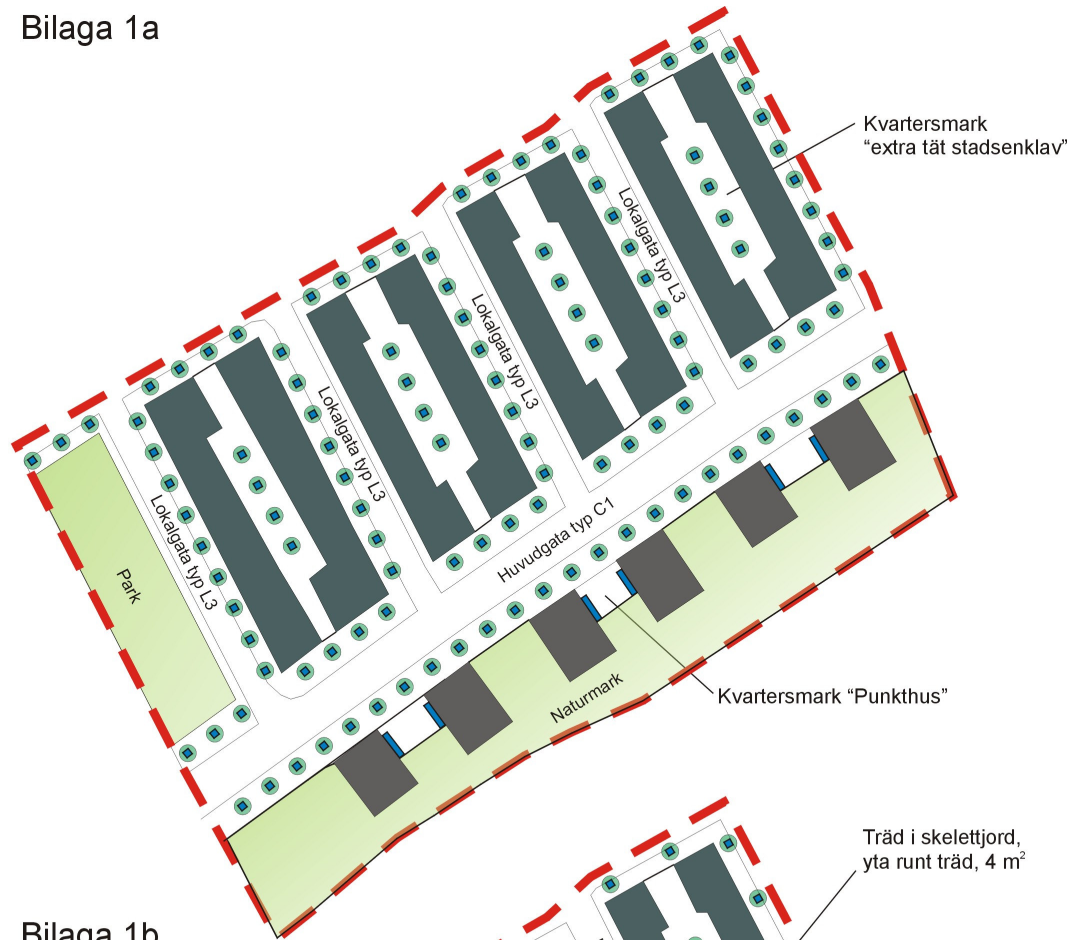 Bilaga 1a
Kvartersmark
“extra tät stadsenklav”
Lokalgata typ L3
Lokalgata typ L3
Lokalgata typ L3
Lokalgata typ L3
Park
Huvudgata typ C1
Naturmark
Kvartersmark “Punkthus”
Träd i skelettjord,
yta runt träd, 4 m²
Bilaga 1b